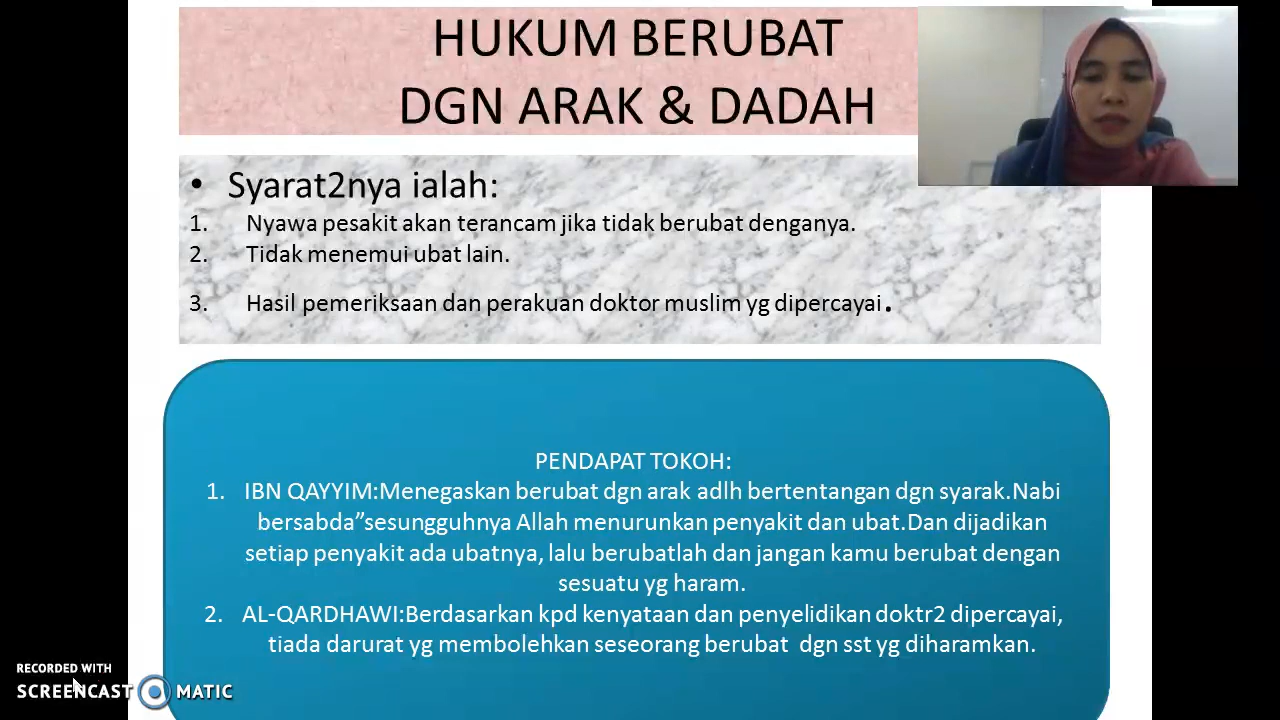 HUKUM BERUBAT
DGN ARAK & DADAH
• Syarat2nya ialah:
1. Nyawa pesakit akan terancam jika tidak berubat denganya.
2. Tidak menemui ubat lain.
3. Hasil pemeriksaan dan perakuan doktor muslim yg dipercayai.
PENDAPAT TOKOH:
1. IBN QAYYIM:Menegaskan berubat dgn arak adlh bertentangan dgn syarak.Nabi
bersabda”sesungguhnya Allah menurunkan penyakit dan ubat.Dan dijadikan
setiap penyakit ada ubatnya, lalu berubatlah dan jangan kamu berubat dengan
sesuatu yg haram.
2. AL-QARDHAWI:Berdasarkan kpd kenyataan dan penyelidikan doktr2 dipercayai,
tiada darurat yg membolehkan seseorang berubat  dgn sst yg diharamkan.
RECORDED WITH
SCREENCAST MATIC